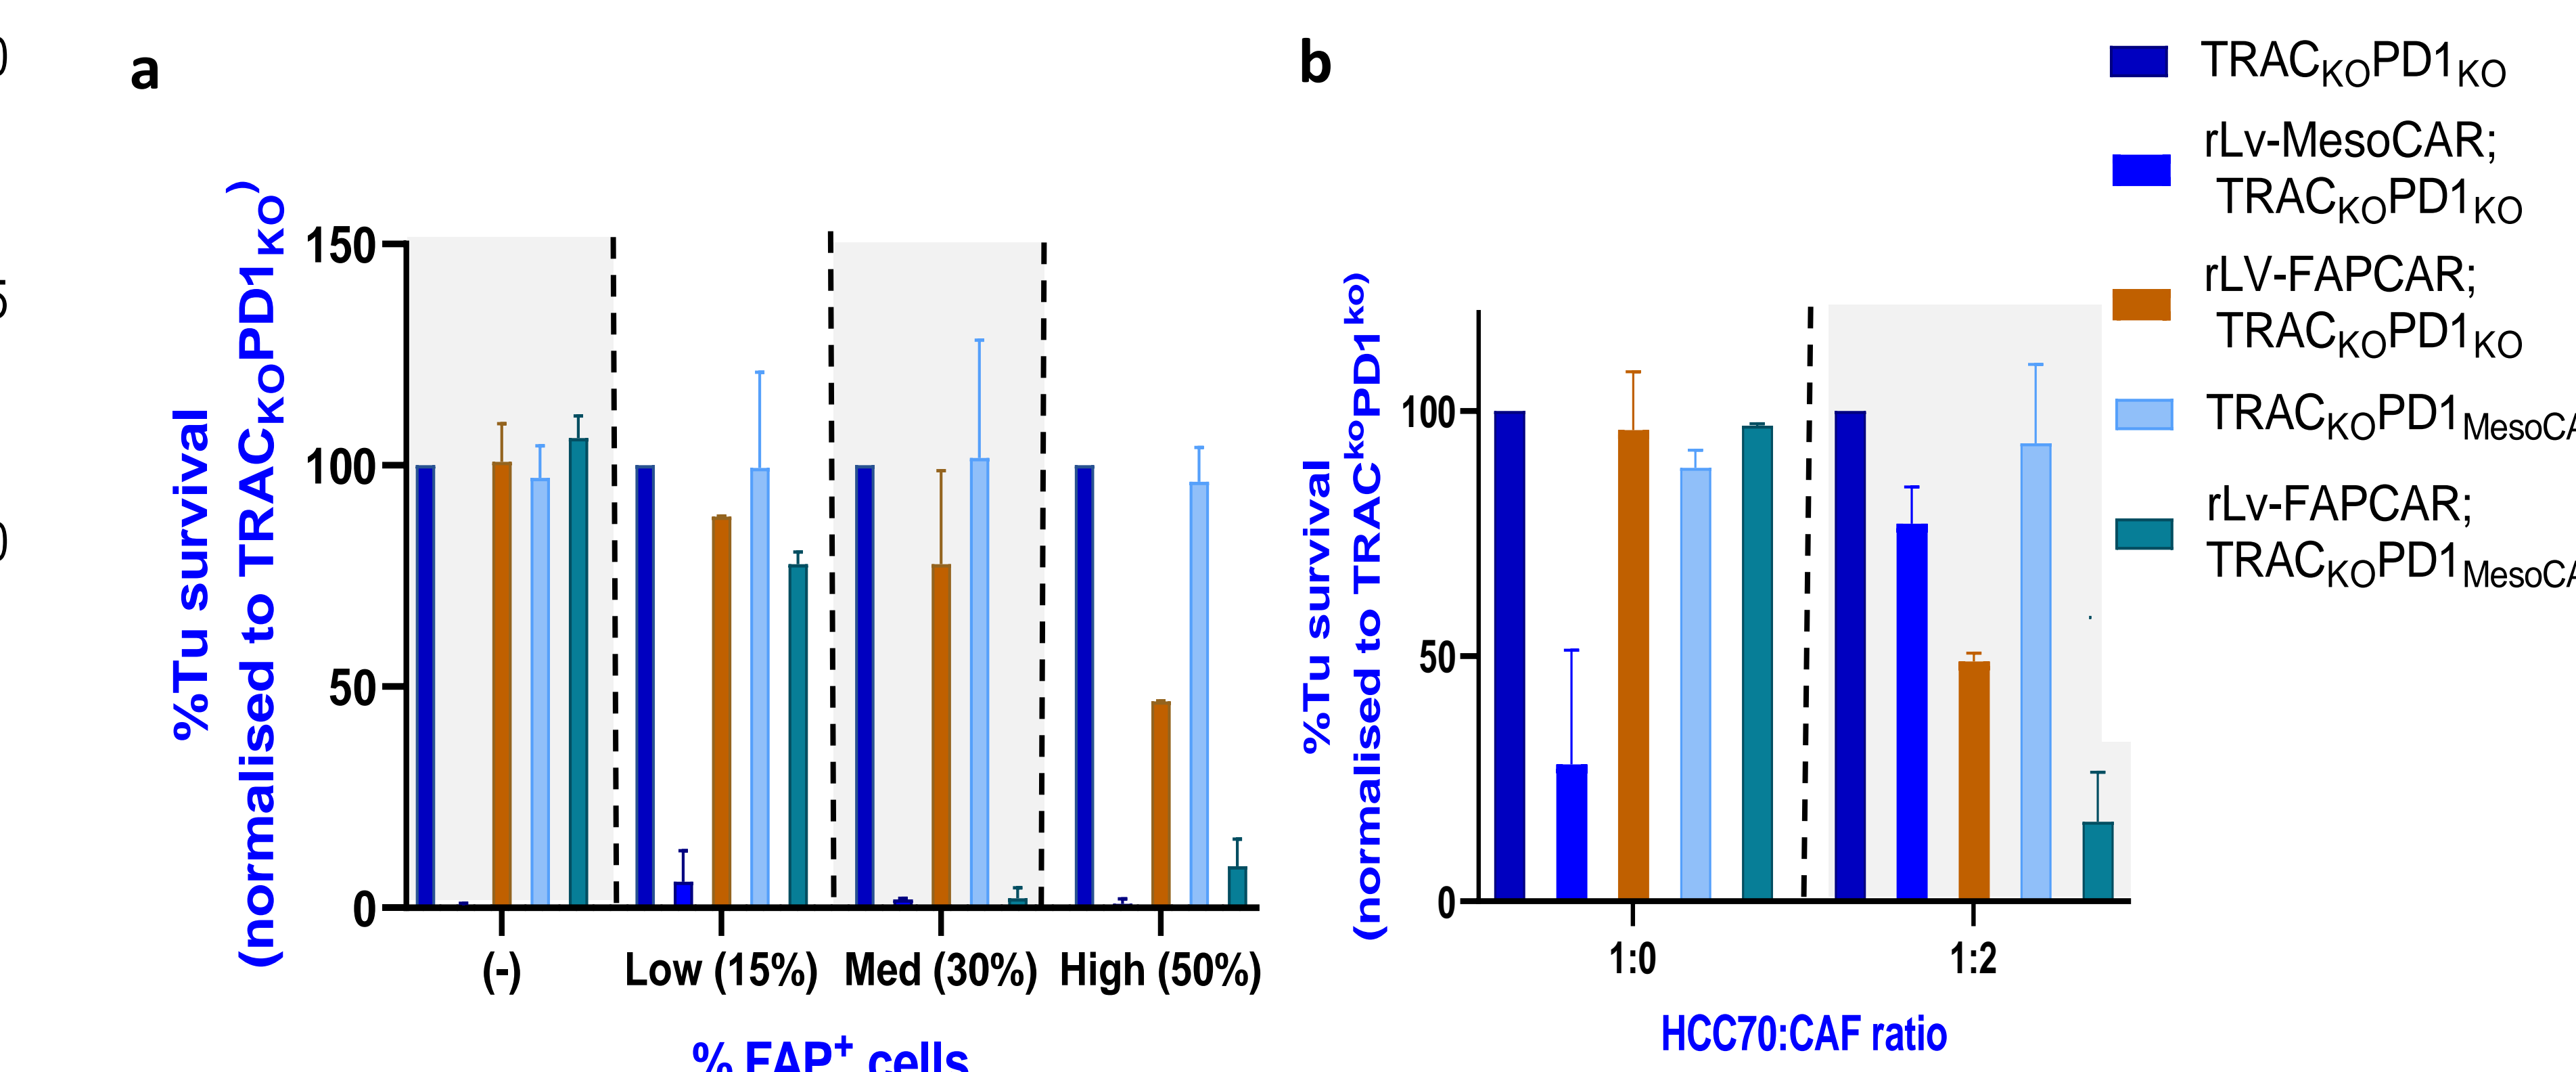 a
%Tu survival
(normalised to TRACKOPD1KO)
150
100
50
0
(-)
Low (15%)
Med (30%)
High (50%)
% FAP+ cells
b
%Tu survival
(normalised to TRACkoPD1ko)
100
50
0
1:0
1:2
HCC70:CAF ratio
TRACKOPD1KO
rLv-MesoCAR;
TRACKOPD1KO
rLV-FAPCAR;
TRACKOPD1KO
TRACKOPD1MesoCA
rLv-FAPCAR;
TRACKOPD1MesoCA